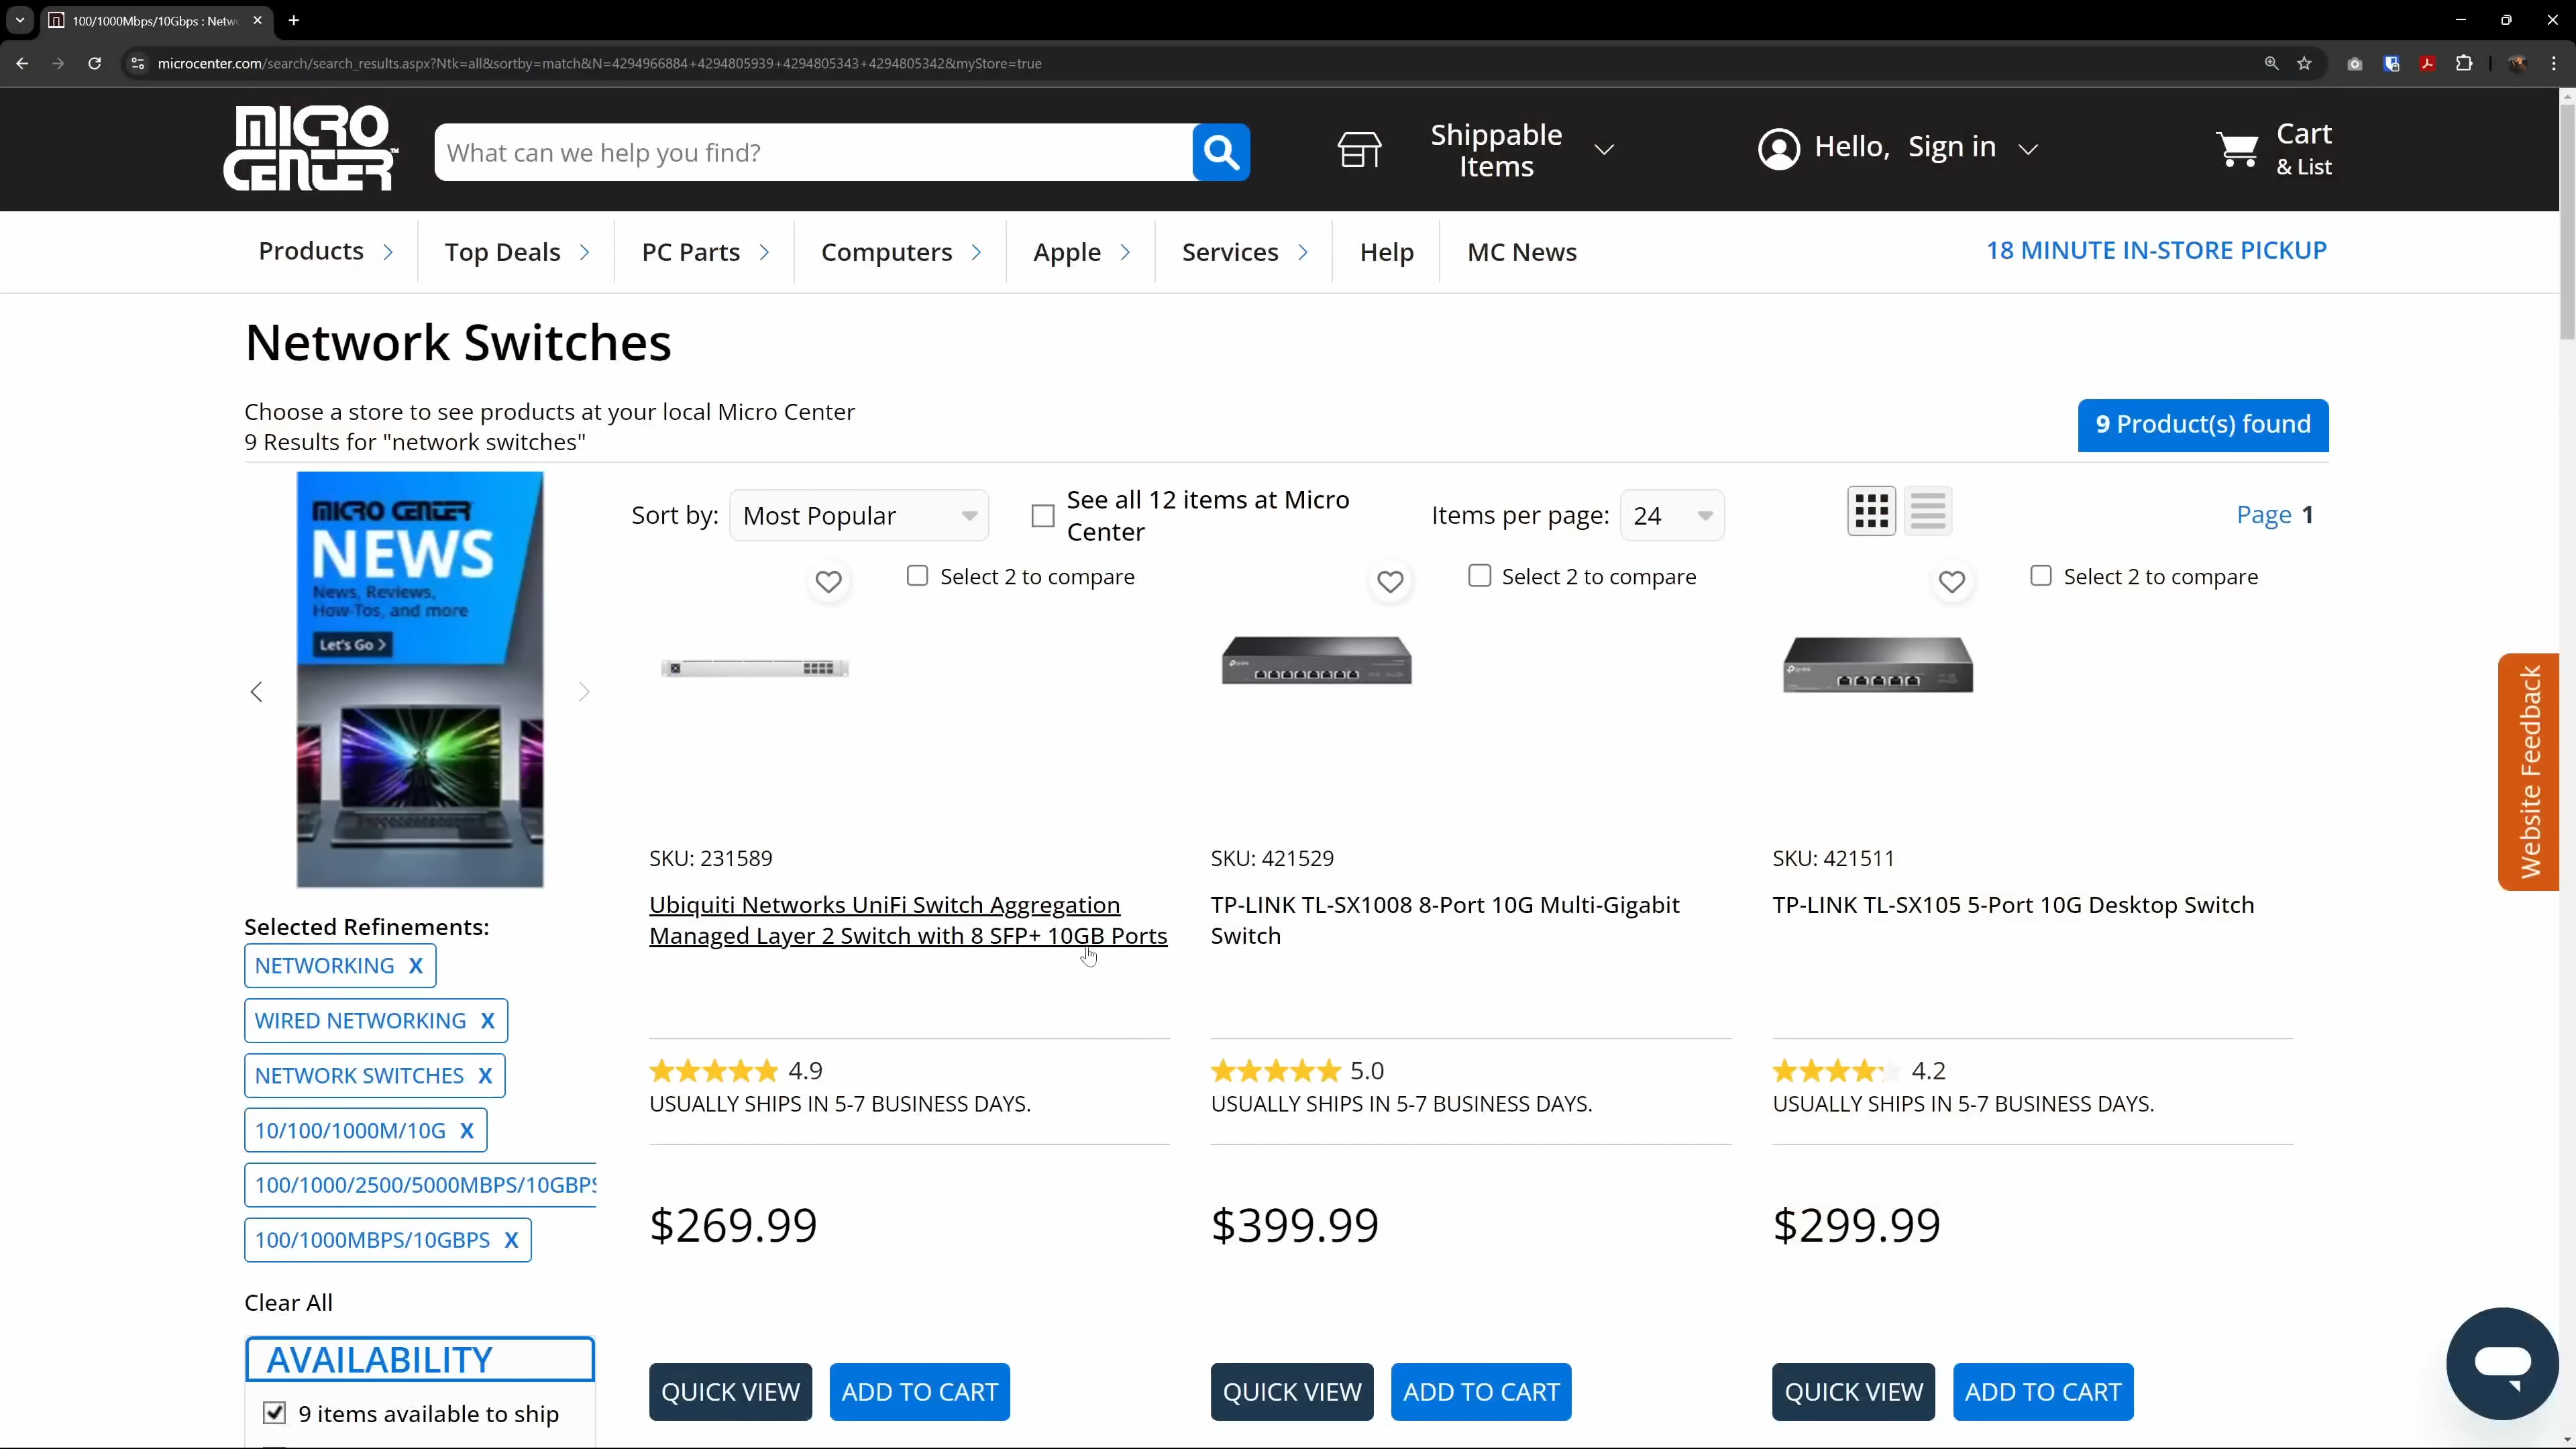 100/1000Mbps/10Gbps : Netw
microcenter.com/search/search_results.aspx?Ntk=all&sortby=match&N=4294966884+4294805939+4294805343+4294805342&myStore=true
MICRO CENTER
What can we help you find?
Shippable Items
Hello, Sign in
Cart & List
Products
Top Deals
PC Parts
Computers
Apple
Services
Help
MC News
18 MINUTE IN-STORE PICKUP
Network Switches
Choose a store to see products at your local Micro Center
9 Results for "network switches"
9 Product(s) found
MICRO CENTER
NEWS
News, Reviews,
How-Tos, and more
Let's Go >
Sort by: Most Popular
See all 12 items at Micro
Center
Items per page: 24
Page 1
Select 2 to compare
Select 2 to compare
Select 2 to compare
tp-link
tp-link
SKU: 231589
Ubiquiti Networks UniFi Switch Aggregation
Managed Layer 2 Switch with 8 SFP+ 10GB Ports
4.9
USUALLY SHIPS IN 5-7 BUSINESS DAYS.
$269.99
QUICK VIEW
ADD TO CART
SKU: 421529
TP-LINK TL-SX1008 8-Port 10G Multi-Gigabit
Switch
5.0
USUALLY SHIPS IN 5-7 BUSINESS DAYS.
$399.99
QUICK VIEW
ADD TO CART
SKU: 421511
TP-LINK TL-SX105 5-Port 10G Desktop Switch
4.2
USUALLY SHIPS IN 5-7 BUSINESS DAYS.
$299.99
QUICK VIEW
ADD TO CART
Selected Refinements:
NETWORKING X
WIRED NETWORKING X
NETWORK SWITCHES X
10/100/1000M/10G X
100/1000/2500/5000MBPS/10GBPS
100/1000MBPS/10GBPS X
Clear All
AVAILABILITY
9 items available to ship
Website Feedback